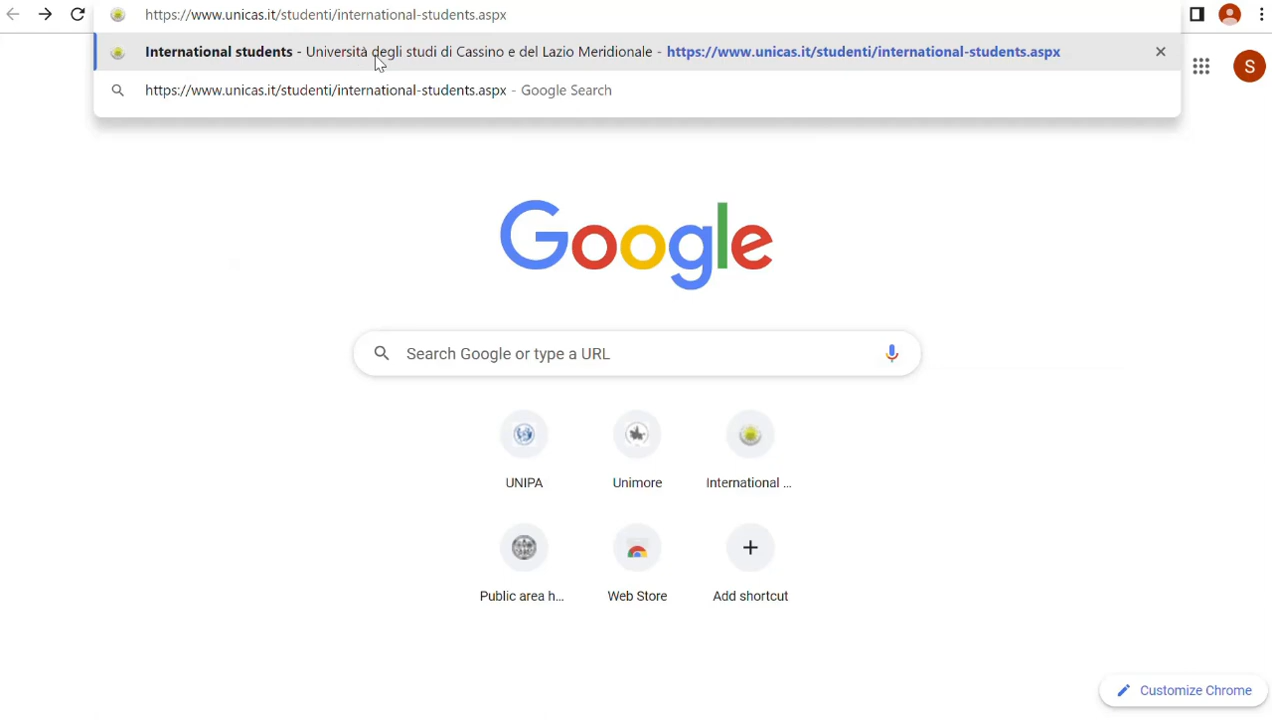 https://www.unicas.it/studenti/international-students.aspx
International students - Università degli studi di Cassino e del Lazio Meridionale - https://www.unicas.it/studenti/international-students.aspx
https://www.unicas.it/studenti/international-students.aspx - Google Search
S
Google
Search Google or type a URL
UNIPA
Unimore
International ...
Public area h...
Web Store
Add shortcut
Customize Chrome